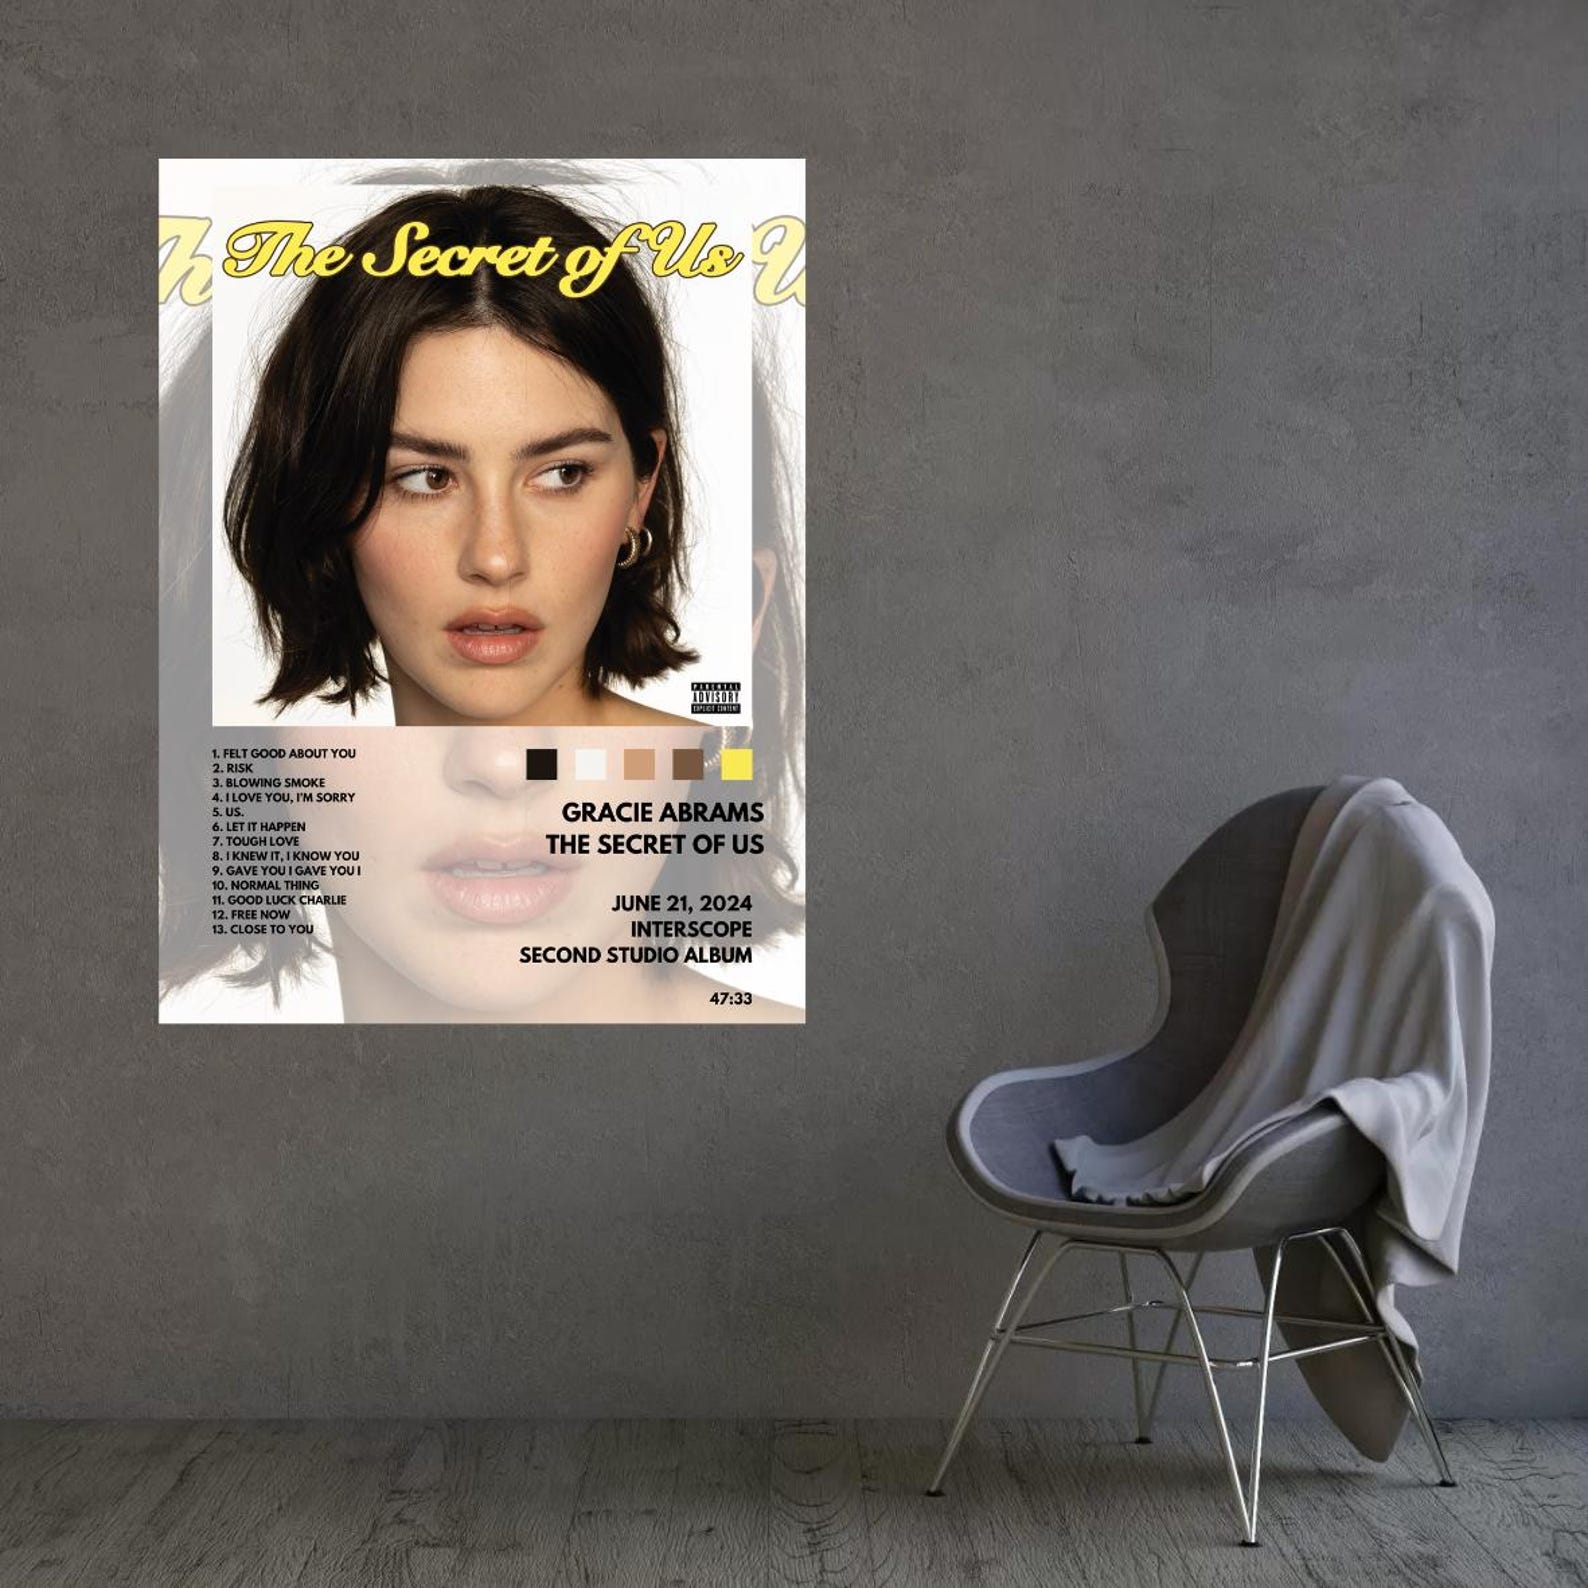 The Secret of Us
PARENTAL
ADVISORY
EXPLICIT CONTENT
1. FELT GOOD ABOUT YOU
2. RISK
3. BLOWING SMOKE
4. I LOVE YOU, I'M SORRY
5. US.
6. LET IT HAPPEN
7. TOUGH LOVE
8. I KNEW IT, I KNOW YOU
9. GAVE YOU I GAVE YOU I
10. NORMAL THING
11. GOOD LUCK CHARLIE
12. FREE NOW
13. CLOSE TO YOU
GRACIE ABRAMS
THE SECRET OF US
JUNE 21, 2024
INTERSCOPE
SECOND STUDIO ALBUM
47:33